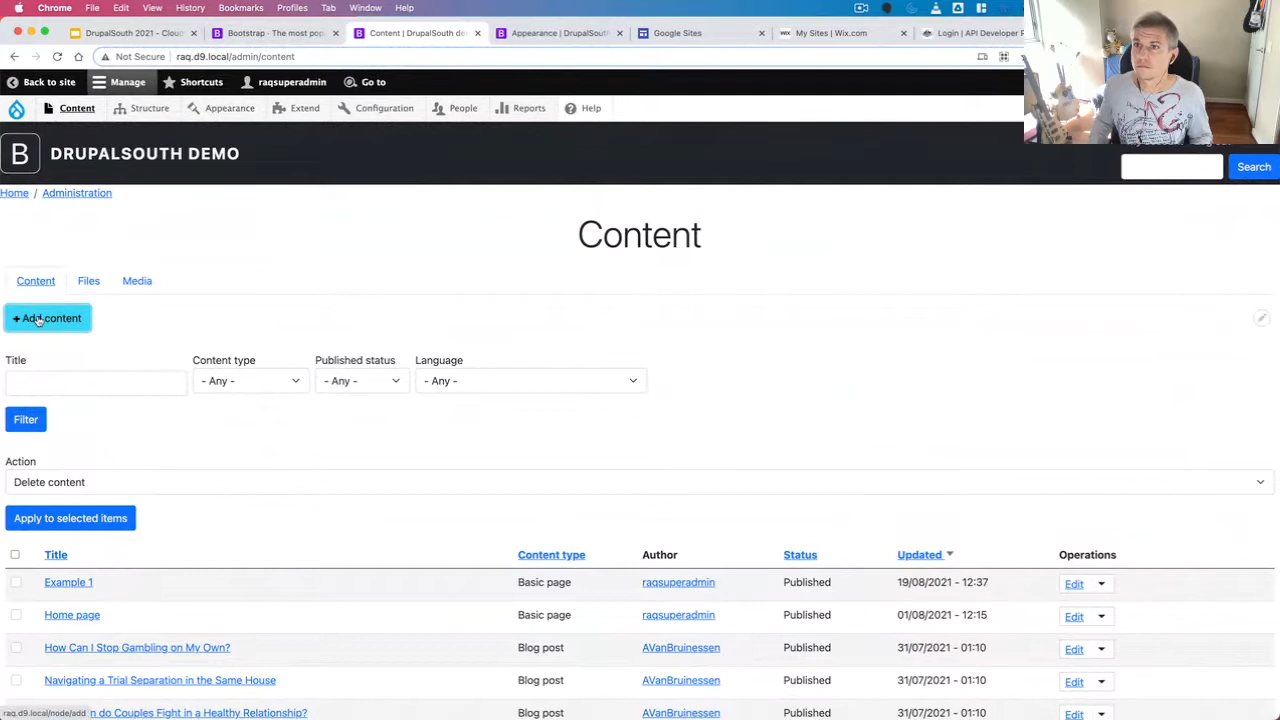 Chrome File Edit View History Bookmarks Profiles Tab Window Help
DrupalSouth 2021 - Cloud
Bootstrap · The most pop
Content | DrupalSouth de
Appearance | DrupalSouth
Google Sites
My Sites | Wix.com
Login | API Developer P
Not Secure raq.d9.local/admin/content
Back to site Manage Shortcuts raqsuperadmin Go to
Content Structure Appearance Extend Configuration People Reports Help
B DRUPALSOUTH DEMO
Search
Home / Administration
Content
Content Files Media
+ Add content
Title Content type Published status Language
- Any - - Any - - Any -
Filter
Action
Delete content
Apply to selected items
Title Content type Author Status Updated Operations
Example 1 Basic page raqsuperadmin Published 19/08/2021 - 12:37 Edit
Home page Basic page raqsuperadmin Published 01/08/2021 - 12:15 Edit
How Can I Stop Gambling on My Own? Blog post AVanBruinessen Published 31/07/2021 - 01:10 Edit
Navigating a Trial Separation in the Same House Blog post AVanBruinessen Published 31/07/2021 - 01:10 Edit
do Couples Fight in a Healthy Relationship? Blog post AVanBruinessen Published 31/07/2021 - 01:10 Edit
raq.d9.local/node/add